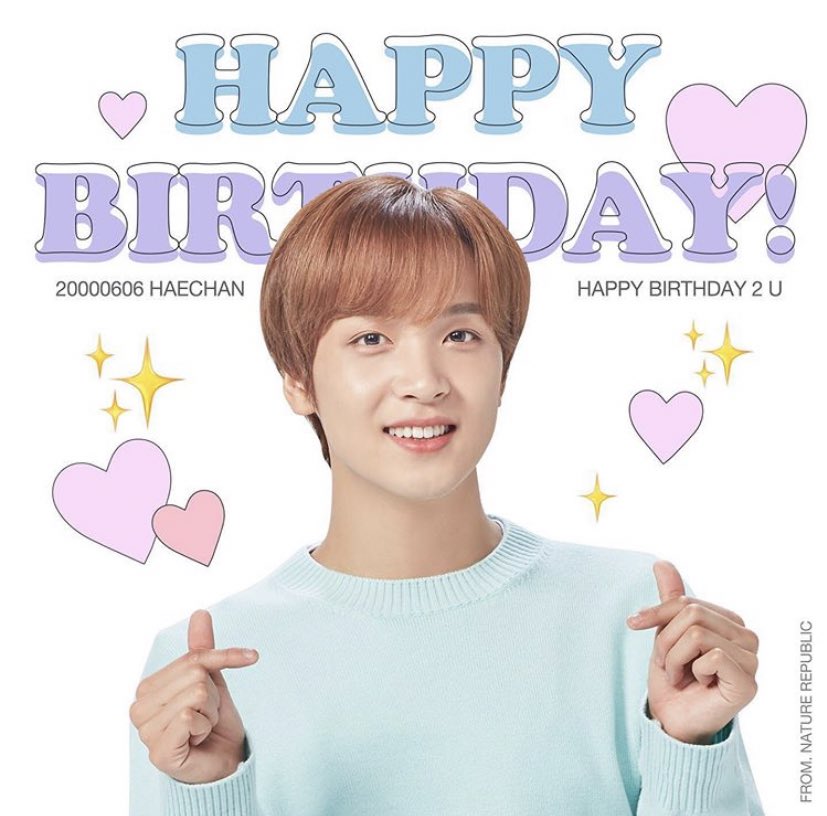 HAPPY
BIRTHDAY!
20000606 HAECHAN
HAPPY BIRTHDAY 2 U
FROM. NATURE REPUBLIC